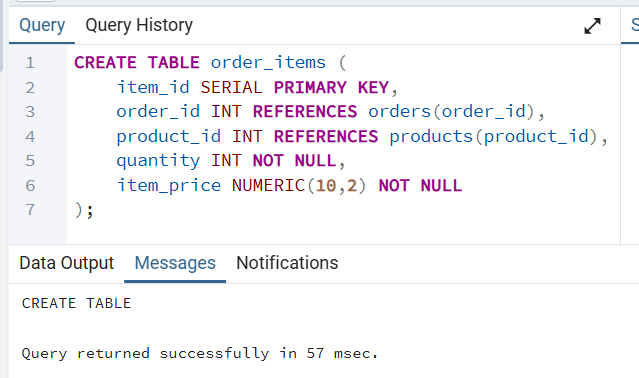 Query Query History
1 CREATE TABLE order_items (
2 item_id SERIAL PRIMARY KEY,
3 order_id INT REFERENCES orders(order_id),
4 product_id INT REFERENCES products(product_id),
5 quantity INT NOT NULL,
6 item_price NUMERIC(10,2) NOT NULL
7 );
Data Output Messages Notifications
CREATE TABLE
Query returned successfully in 57 msec.